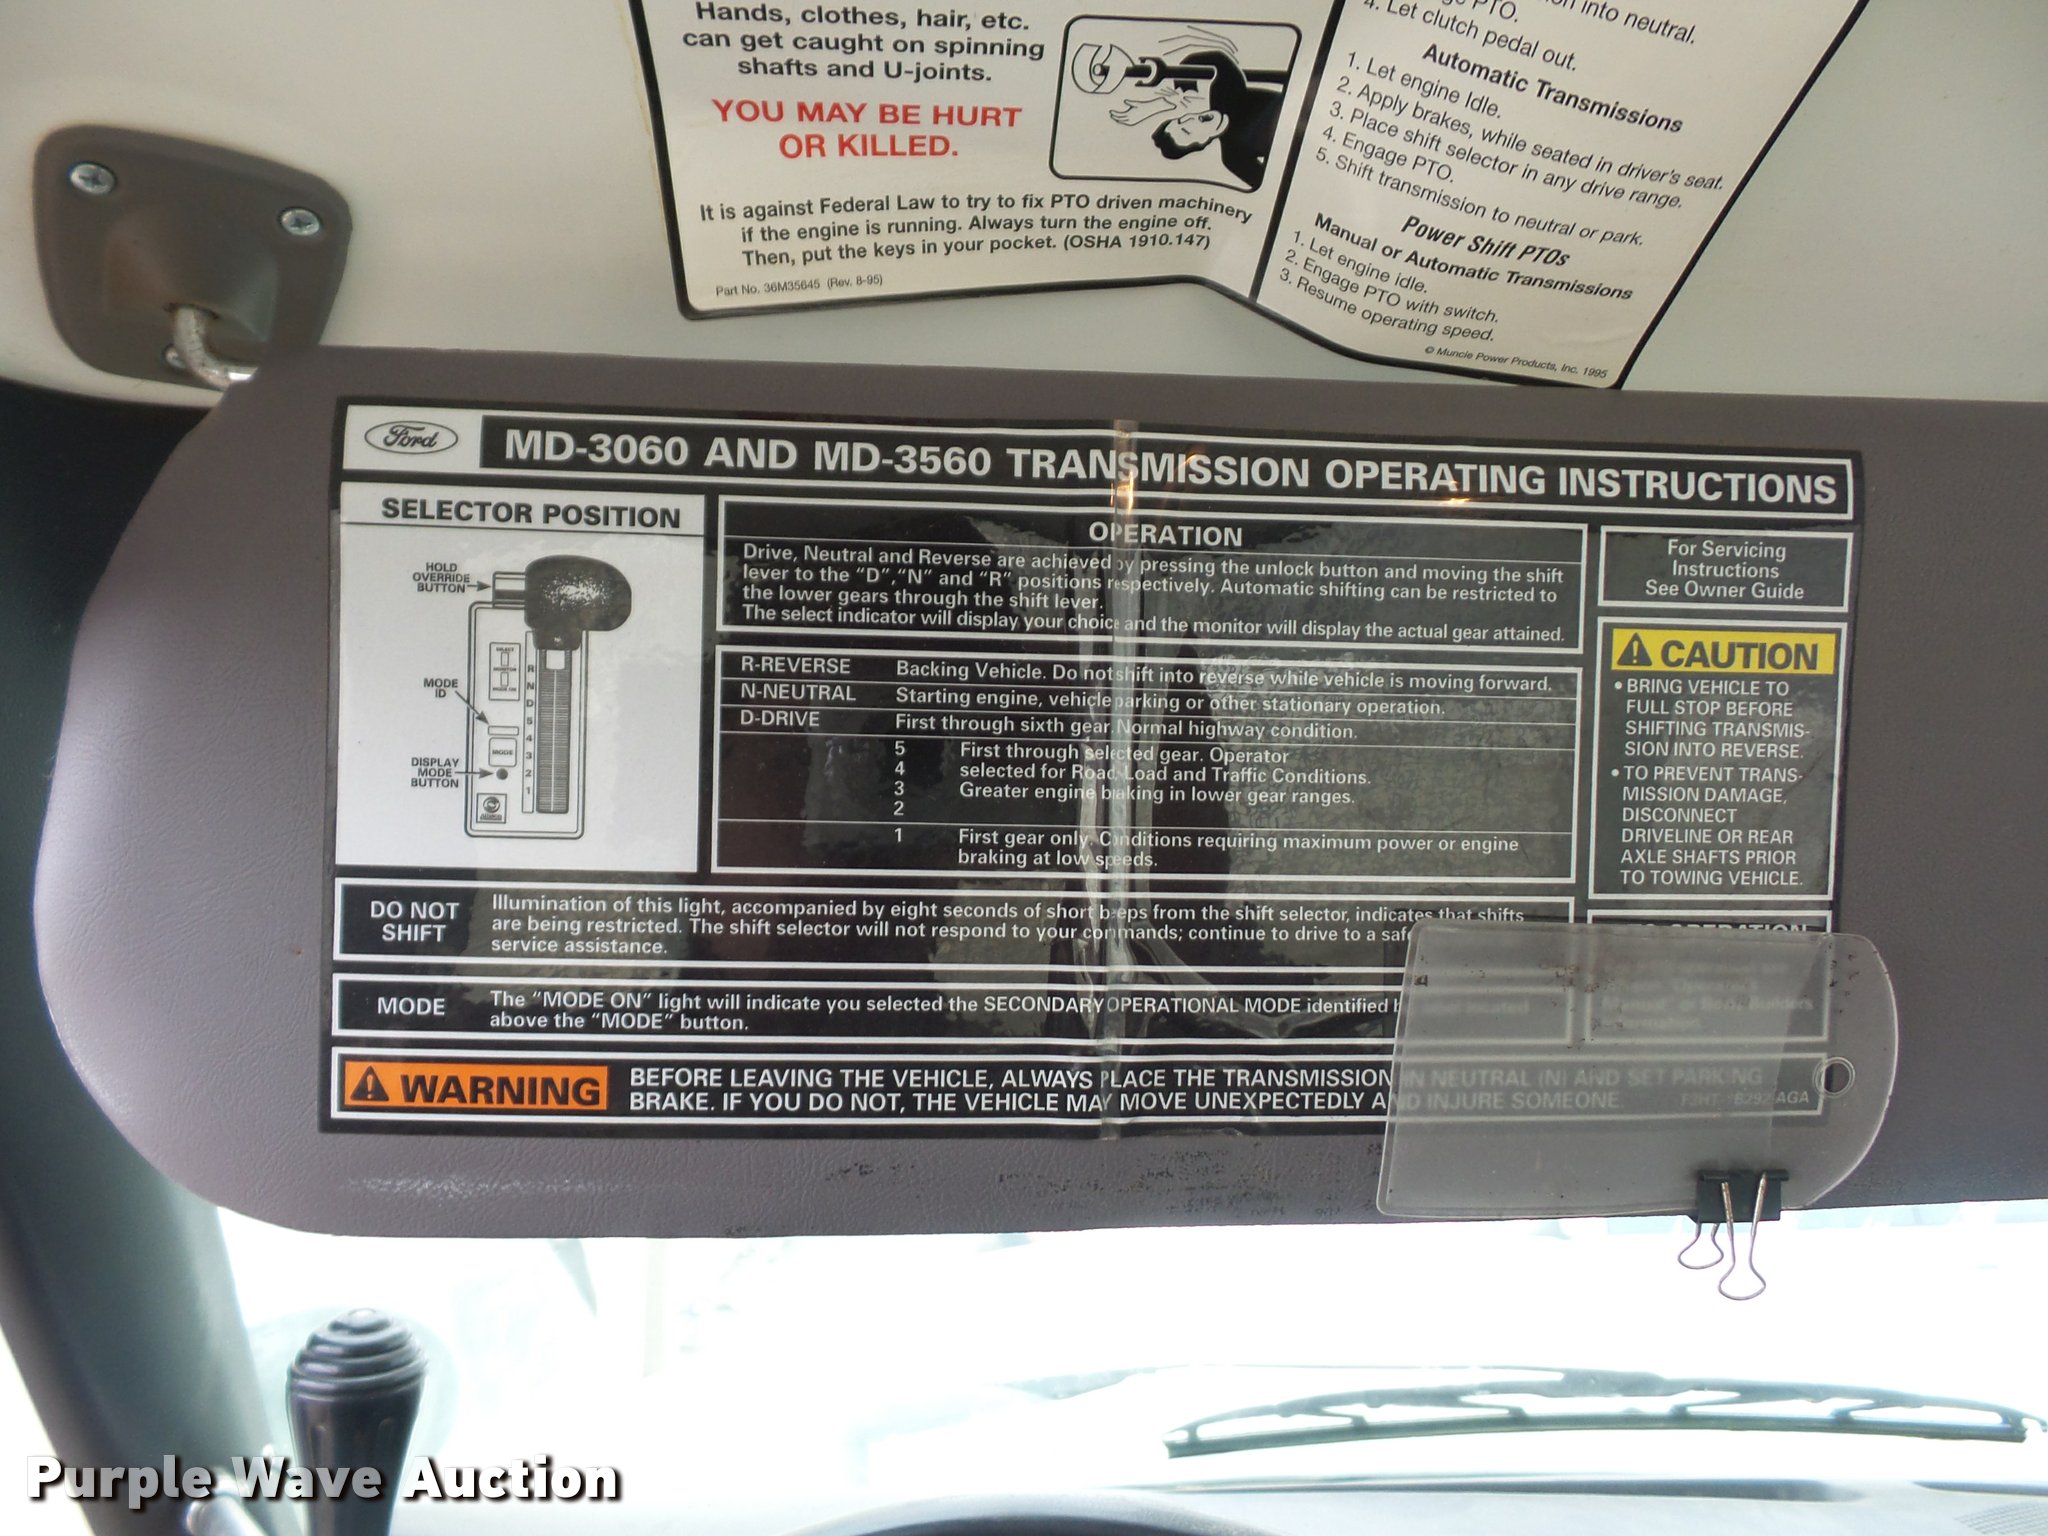 Hands, clothes, hair, etc.
can get caught on spinning
shafts and U-joints.
YOU MAY BE HURT
OR KILLED.
It is against Federal Law to try to fix PTO driven machinery
if the engine is running. Always turn the engine off.
Then, put the keys in your pocket. (OSHA 1910.147)
Part No. 36M35645 (Rev. 8-95)
into neutral.
PTO.
4. Let clutch pedal out.
Automatic Transmissions
1. Let engine Idle.
2. Apply brakes, while seated in driver's seat.
3. Place shift selector in any drive range.
4. Engage PTO.
5. Shift transmission to neutral or park.
Power Shift PTOs
Manual or Automatic Transmissions
1. Let engine idle.
2. Engage PTO with switch.
3. Resume operating speed.
© Muncie Power Products, Inc. 1995
Ford
MD-3060 AND MD-3560 TRANSMISSION OPERATING INSTRUCTIONS
SELECTOR POSITION
HOLD
OVERRIDE
BUTTON
MODE
ID
DISPLAY
MODE
BUTTON
SELECT
MONITOR
MODE ON
MODE
R
N
D
5
4
3
2
1
OPERATION
Drive, Neutral and Reverse are achieved by pressing the unlock button and moving the shift
lever to the "D", "N" and "R" positions respectively. Automatic shifting can be restricted to
the lower gears through the shift lever.
The select indicator will display your choice and the monitor will display the actual gear attained.
R-REVERSE Backing Vehicle. Do not shift into reverse while vehicle is moving forward.
N-NEUTRAL Starting engine, vehicle parking or other stationary operation.
D-DRIVE First through sixth gear. Normal highway condition.
5 First through selected gear. Operator
4 selected for Road, Load and Traffic Conditions.
3 Greater engine braking in lower gear ranges.
2
1 First gear only. Conditions requiring maximum power or engine
braking at low speeds.
For Servicing
Instructions
See Owner Guide
CAUTION
• BRING VEHICLE TO
FULL STOP BEFORE
SHIFTING TRANSMIS-
SION INTO REVERSE.
• TO PREVENT TRANS-
MISSION DAMAGE,
DISCONNECT
DRIVELINE OR REAR
AXLE SHAFTS PRIOR
TO TOWING VEHICLE.
DO NOT
SHIFT
Illumination of this light, accompanied by eight seconds of short beeps from the shift selector, indicates that shifts
are being restricted. The shift selector will not respond to your commands; continue to drive to a safe
service assistance.
OPERATION
MODE
The "MODE ON" light will indicate you selected the SECONDARY OPERATIONAL MODE identified located
above the "MODE" button.
WARNING
BEFORE LEAVING THE VEHICLE, ALWAYS PLACE THE TRANSMISSION IN NEUTRAL (N) AND SET PARKING
BRAKE. IF YOU DO NOT, THE VEHICLE MAY MOVE UNEXPECTEDLY AND INJURE SOMEONE.
Purple Wave Auction